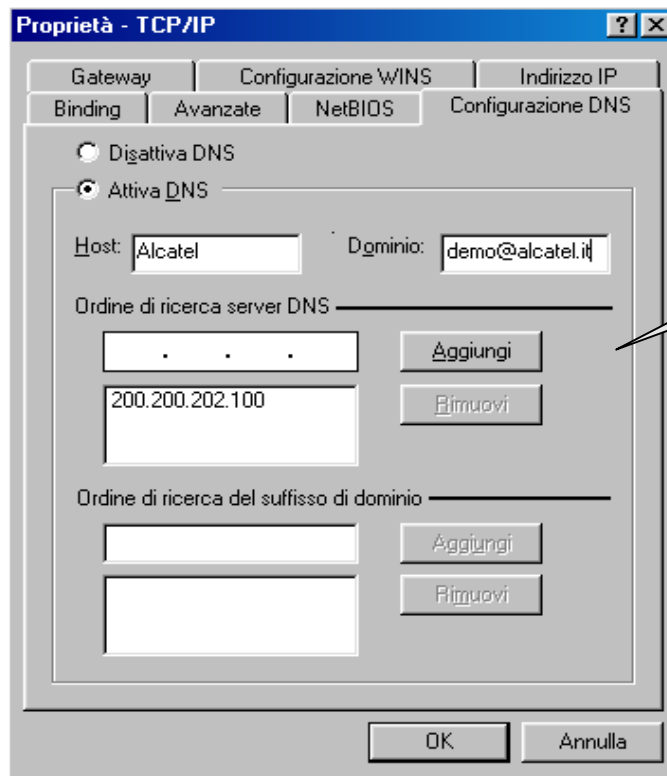 Proprietà - TCP/IP
Gateway Configurazione WINS Indirizzo IP
Binding Avanzate NetBIOS Configurazione DNS
Disattiva DNS
Attiva DNS
Host: Alcatel Dominio: demo@alcatel.it
Ordine di ricerca server DNS
. . . Aggiungi
200.200.202.100 Rimuovi
Ordine di ricerca del suffisso di dominio
Aggiungi
Rimuovi
OK Annulla